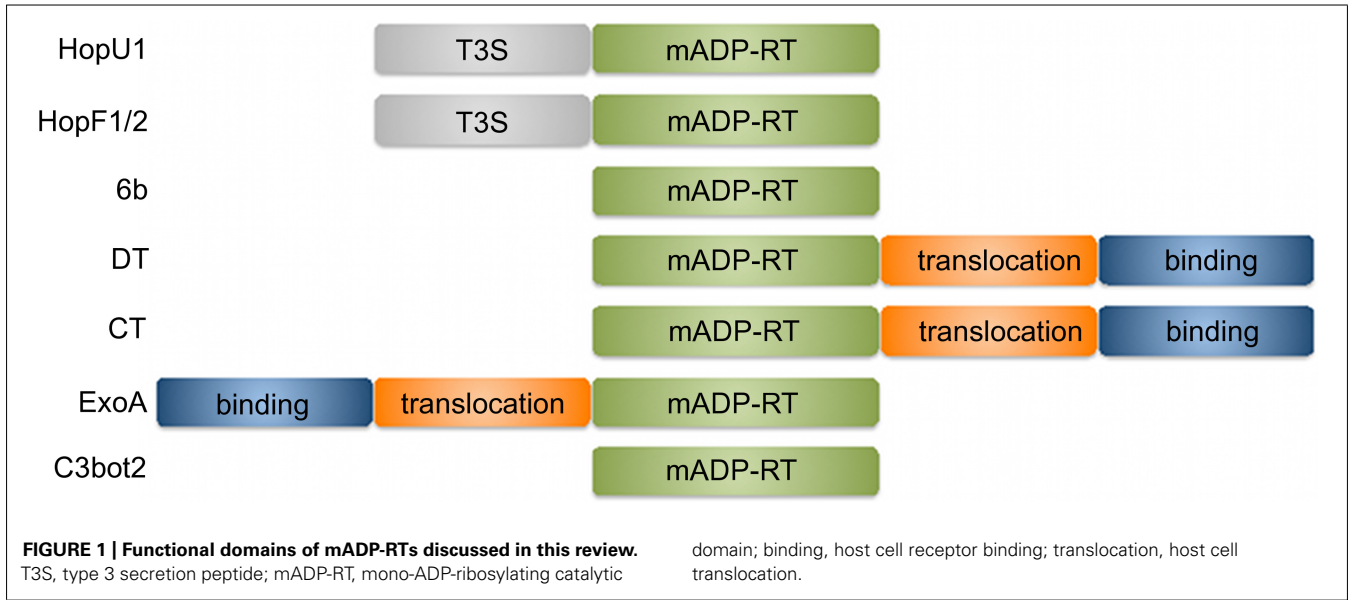 HopU1 T3S mADP-RT
HopF1/2 T3S mADP-RT
6b mADP-RT
DT mADP-RT translocation binding
CT mADP-RT translocation binding
ExoA binding translocation mADP-RT
C3bot2 mADP-RT
FIGURE 1 | Functional domains of mADP-RTs discussed in this review.
T3S, type 3 secretion peptide; mADP-RT, mono-ADP-ribosylating catalytic
domain; binding, host cell receptor binding; translocation, host cell
translocation.